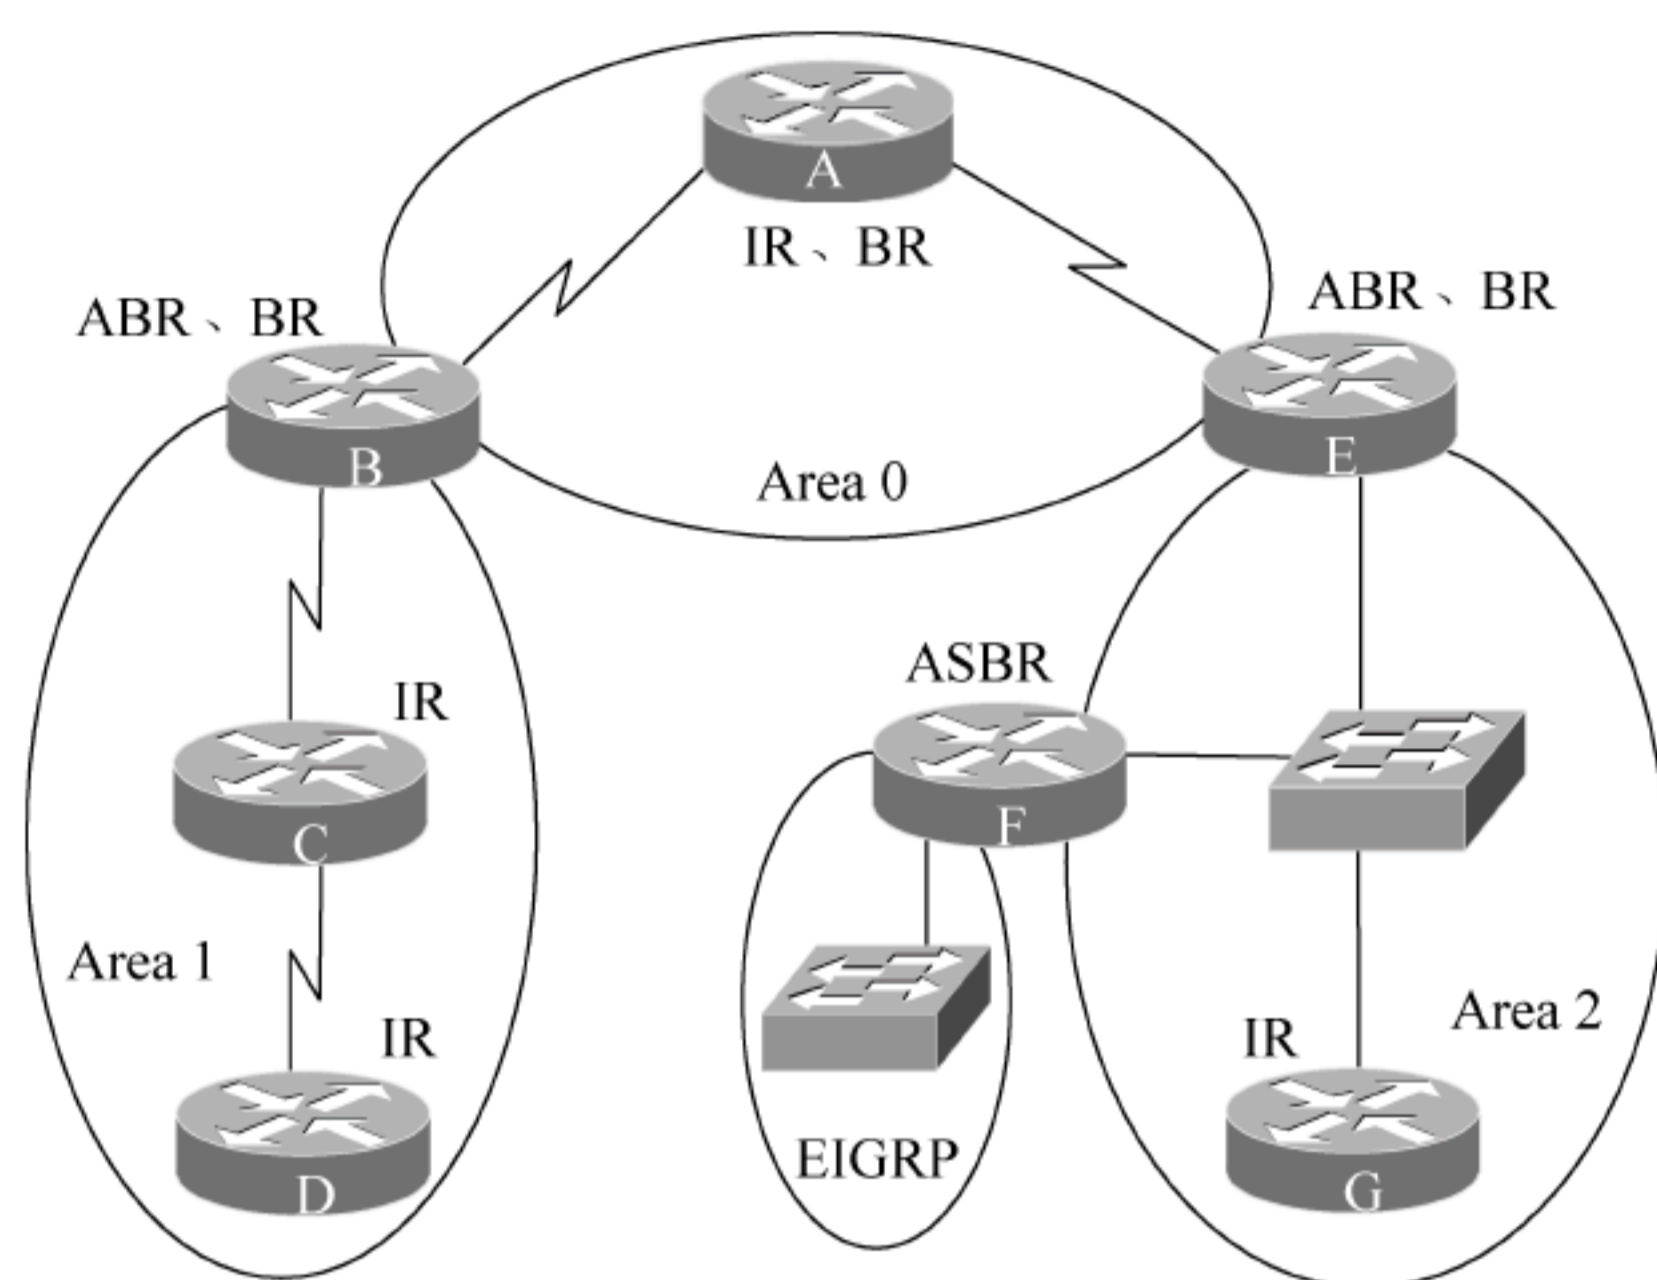 A
IR、BR
ABR、BR
ABR、BR
B
E
Area 0
ASBR
IR
F
C
Area 1
Area 2
IR
IR
EIGRP
D
G